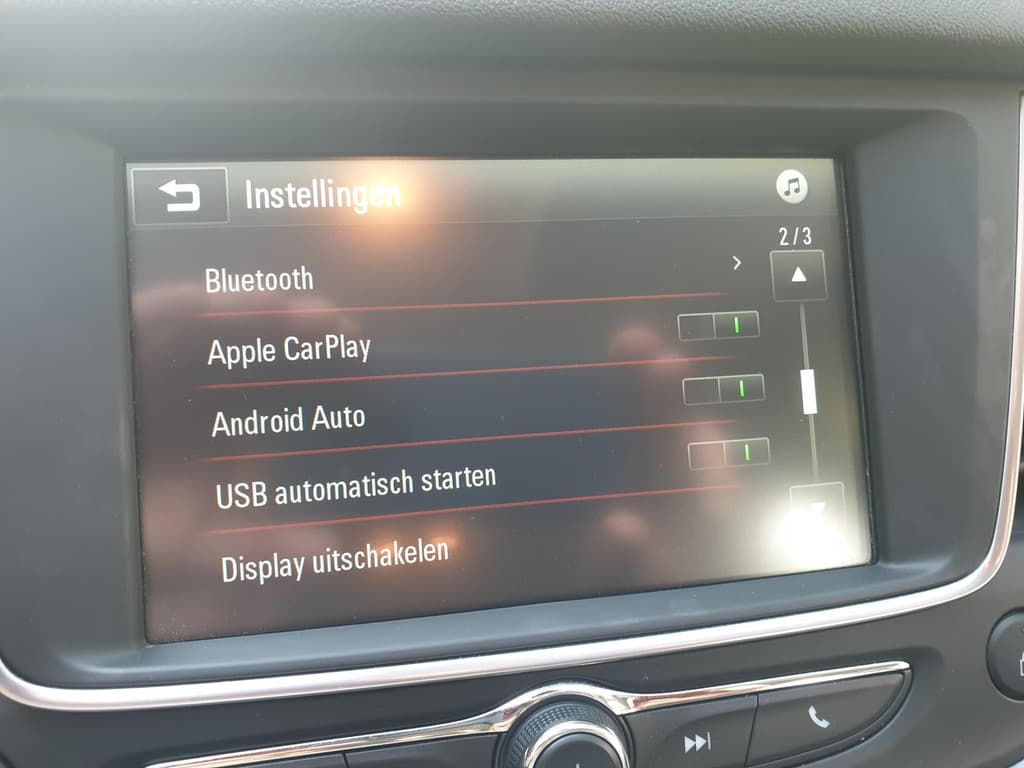 Instellingen
2/3
Bluetooth
Apple CarPlay
Android Auto
USB automatisch starten
Display uitschakelen